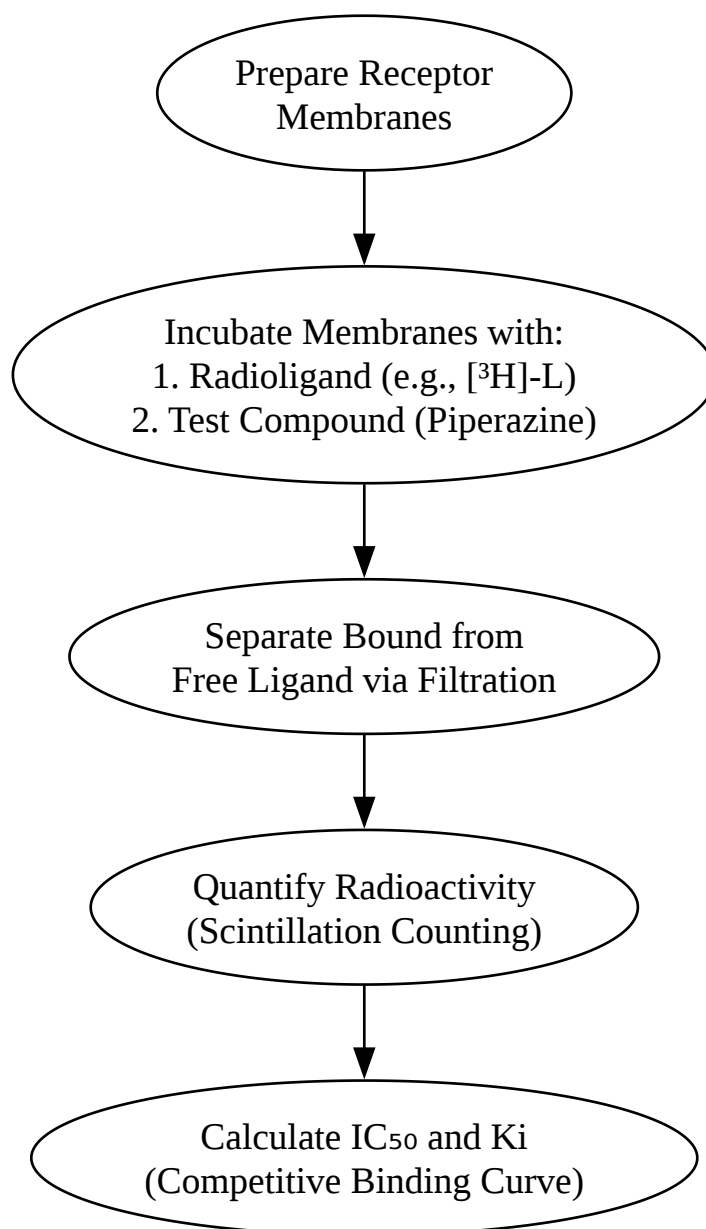 Prepare Receptor
Membranes
Incubate Membranes with:
1. Radioligand (e.g., [³H]-L)
2. Test Compound (Piperazine)
Separate Bound from
Free Ligand via Filtration
Quantify Radioactivity
(Scintillation Counting)
Calculate IC₅₀ and Ki
(Competitive Binding Curve)